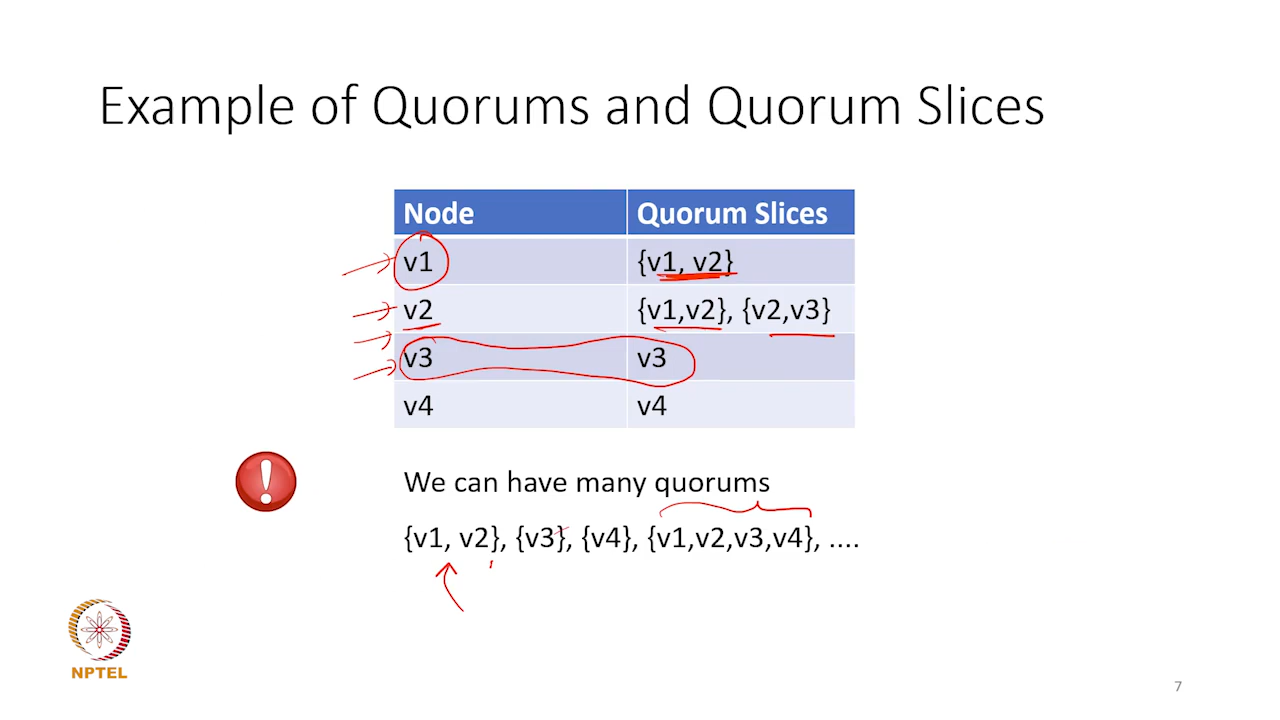 Example of Quorums and Quorum Slices
Node Quorum Slices
v1 {v1, v2}
v2 {v1,v2}, {v2,v3}
v3 v3
v4 v4
We can have many quorums
{v1, v2}, {v3}, {v4}, {v1,v2,v3,v4}, ....
NPTEL
7